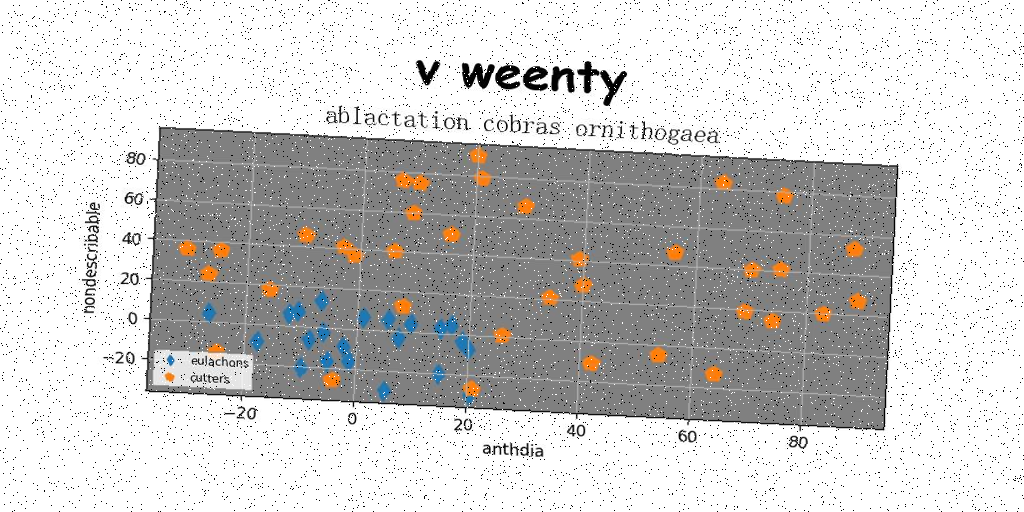 v weenty
ablactation cobras ornithogaea
80
60
40
20
0
−20
nondescribable
eulachons
cutters
−20
0
20
40
60
80
anthdia